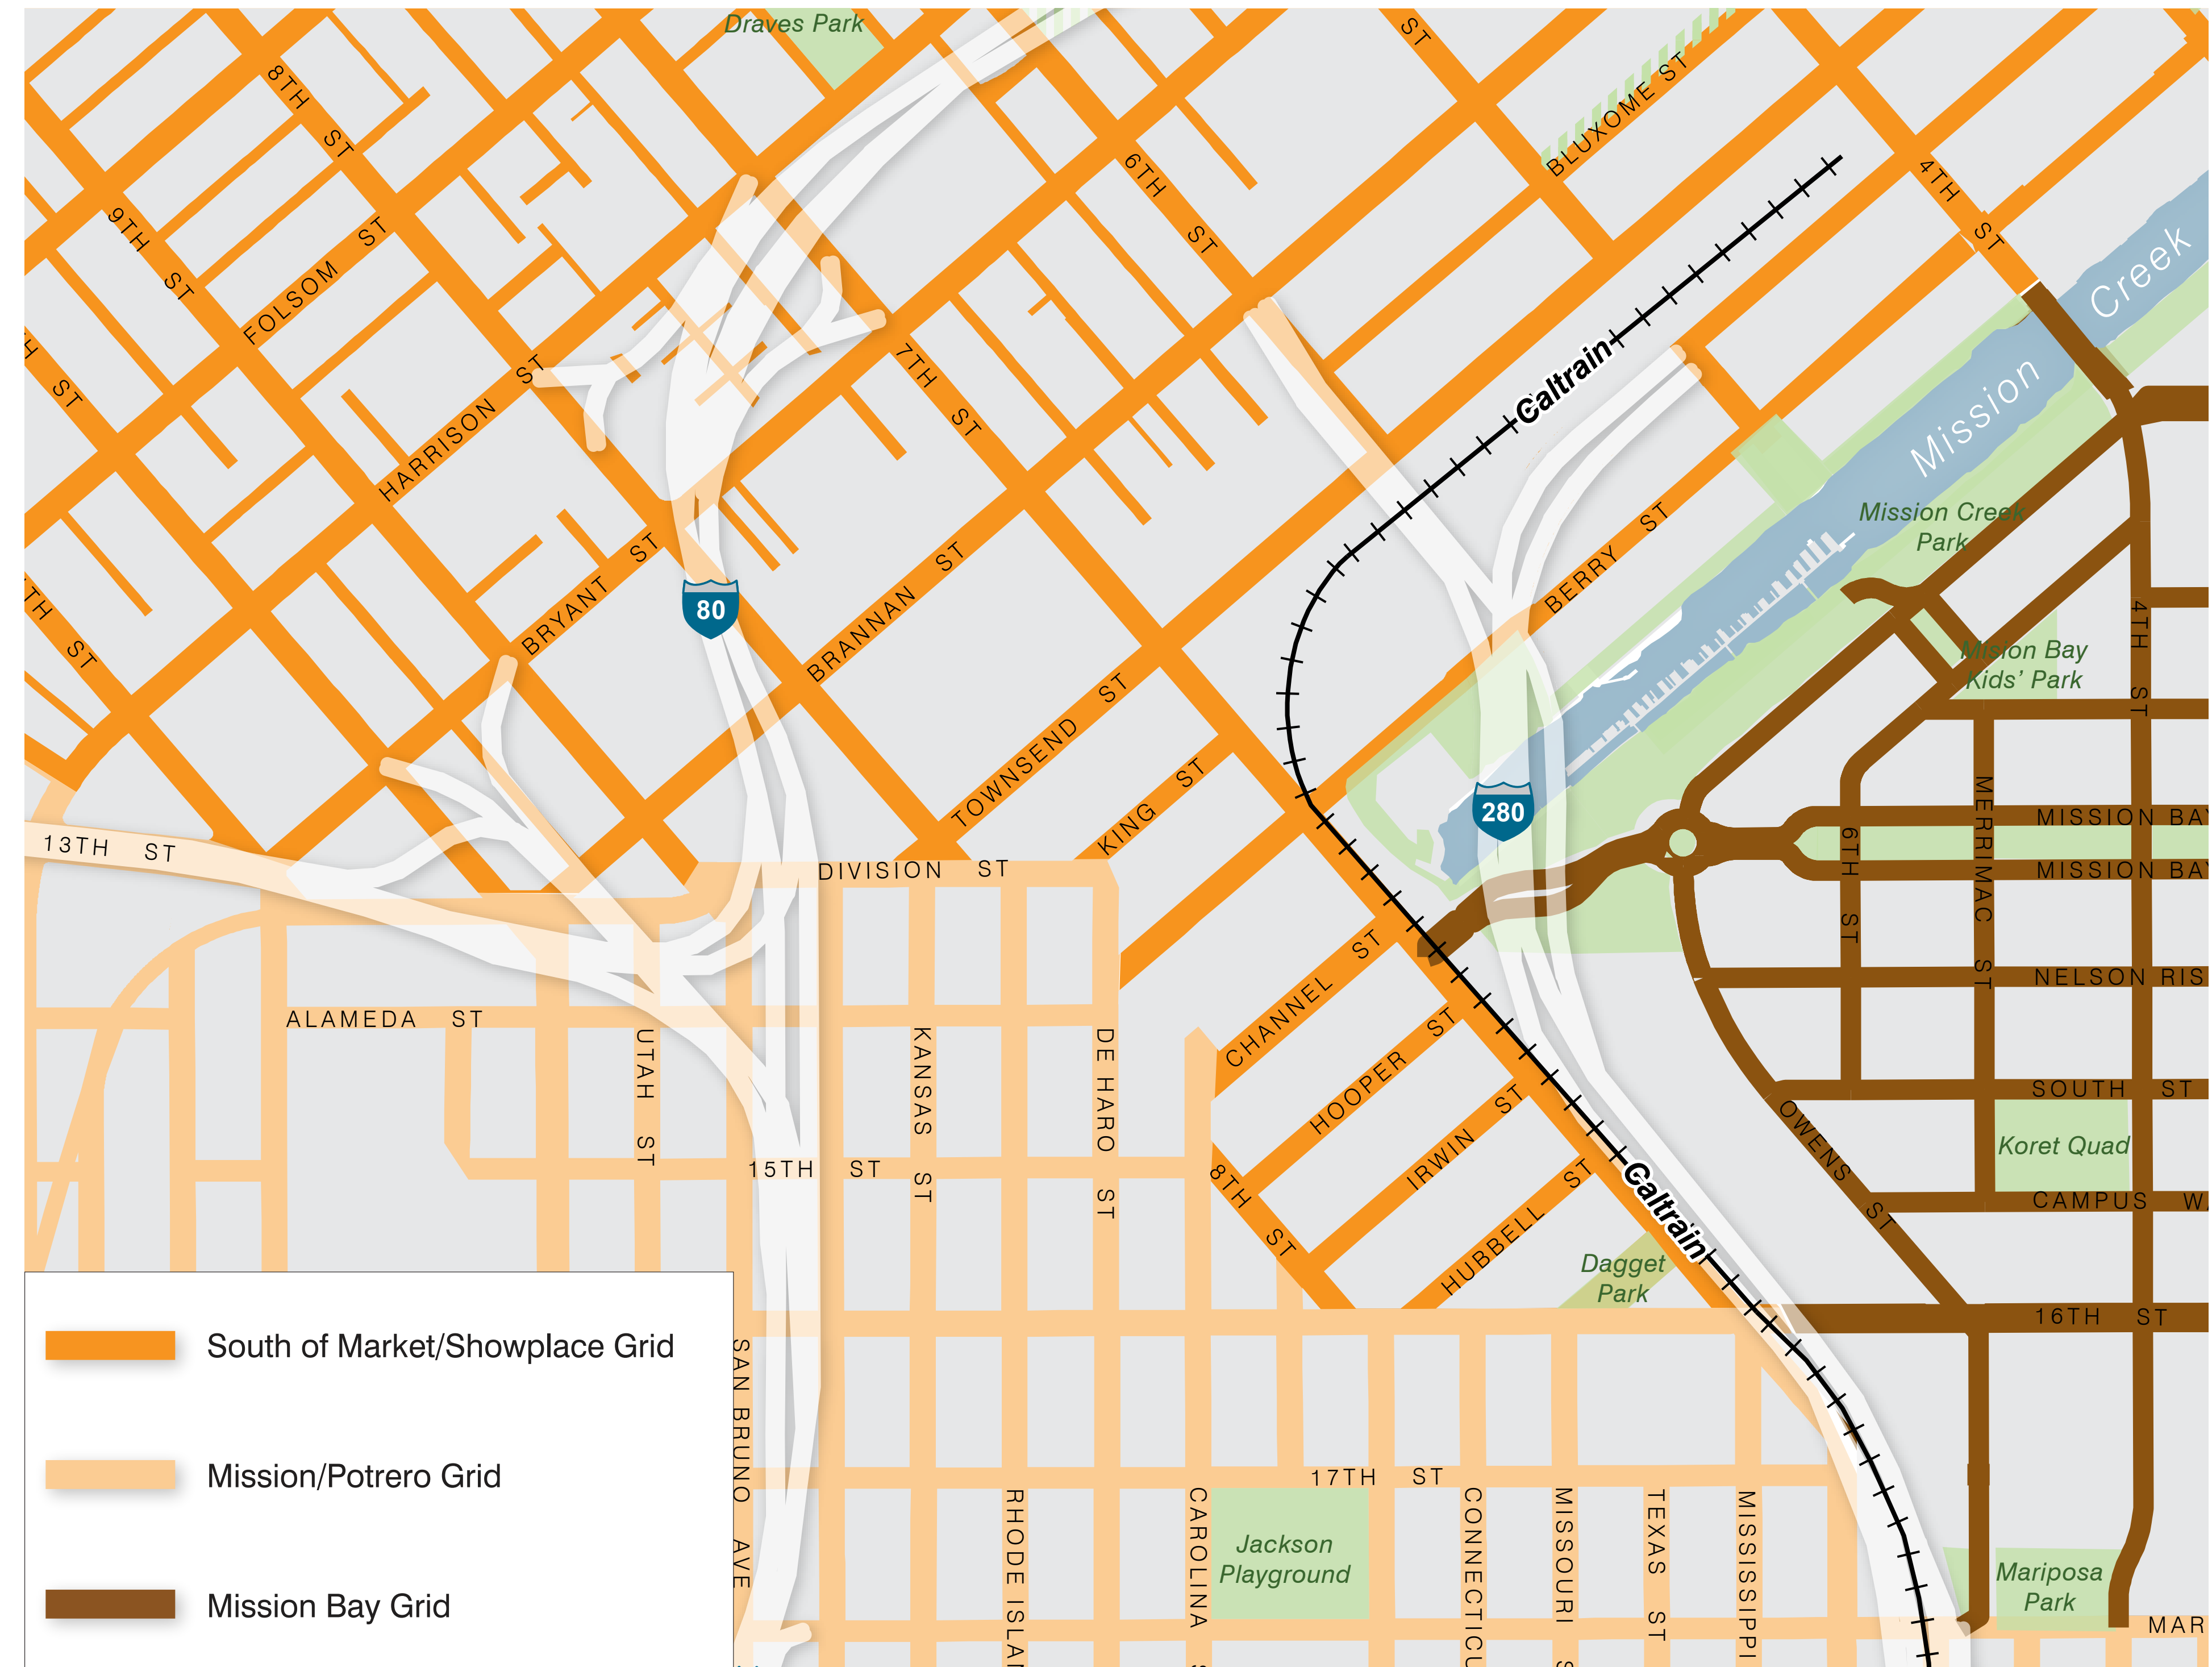 Draves Park
8TH ST
ST
BLUXOME ST
6TH ST
4TH ST
9TH ST
FOLSOM ST
Creek
Mission
TH ST
HARRISON ST
7TH ST
Caltrain
Mission Creek
Park
BERRY ST
TH ST
BRYANT ST
80
BRANNAN ST
4TH ST
Mision Bay
Kids' Park
TOWNSEND ST
KING ST
280
13TH ST
DIVISION ST
MERRIMAC ST
6TH ST
MISSION BAY
MISSION BA
CHANNEL ST
NELSON RIS
ALAMEDA ST
UTAH ST
KANSAS ST
DE HARO ST
HOOPER ST
IRWIN ST
SOUTH ST
OWENS ST
Koret Quad
15TH ST
8TH ST
HUBBELL ST
Caltrain
CAMPUS W
Dagget
Park
16TH ST
South of Market/Showplace Grid
Mission/Potrero Grid
Mission Bay Grid
SAN BRUNO AVE
17TH ST
RHODE ISLAN
CAROLINA S
Jackson
Playground
CONNECTICU
MISSOURI S
TEXAS ST
MISSISSIPPI
Mariposa
Park
MAR